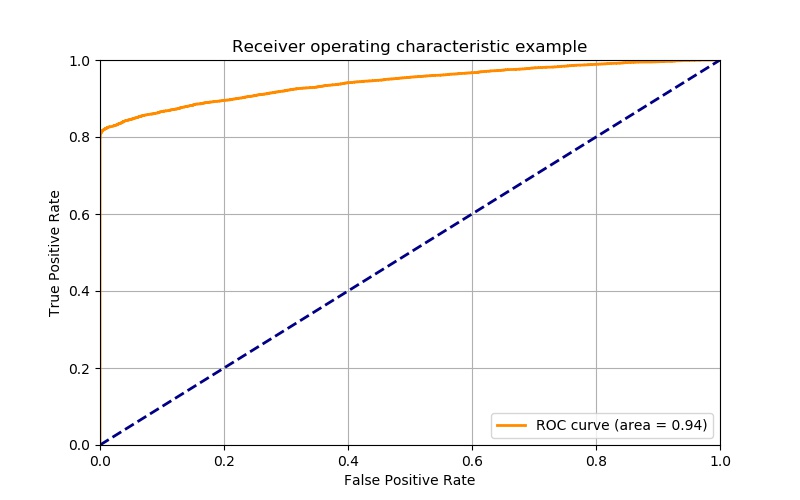 Receiver operating characteristic example
1.0
0.8
0.6
0.4
0.2
0.0
True Positive Rate
ROC curve (area = 0.94)
0.0 0.2 0.4 0.6 0.8 1.0
False Positive Rate